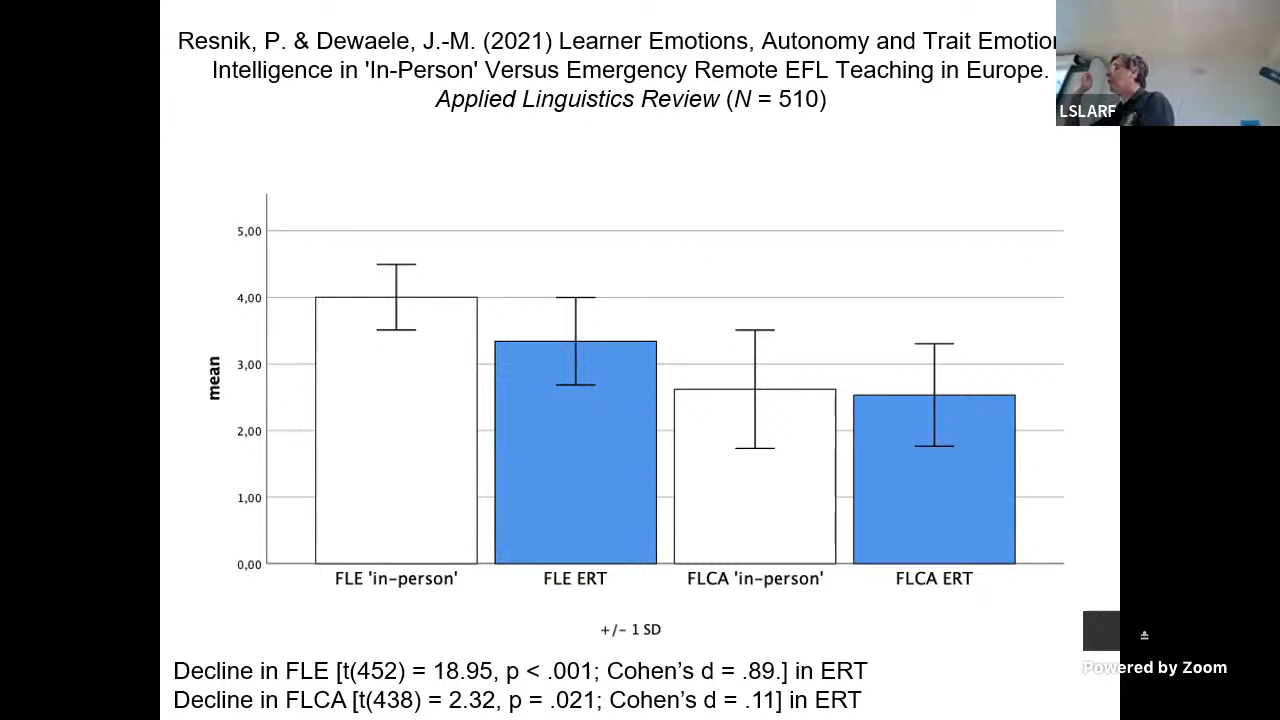 Resnik, P. & Dewaele, J.-M. (2021) Learner Emotions, Autonomy and Trait Emotion
Intelligence in 'In-Person' Versus Emergency Remote EFL Teaching in Europe.
Applied Linguistics Review (N = 510)
LSLARF
5,00
4,00
3,00
2,00
1,00
0,00
mean
FLE 'in-person'
FLE ERT
FLCA 'in-person'
FLCA ERT
+/- 1 SD
Decline in FLE [t(452) = 18.95, p < .001; Cohen’s d = .89.] in ERT
Decline in FLCA [t(438) = 2.32, p = .021; Cohen’s d = .11] in ERT
Powered by Zoom